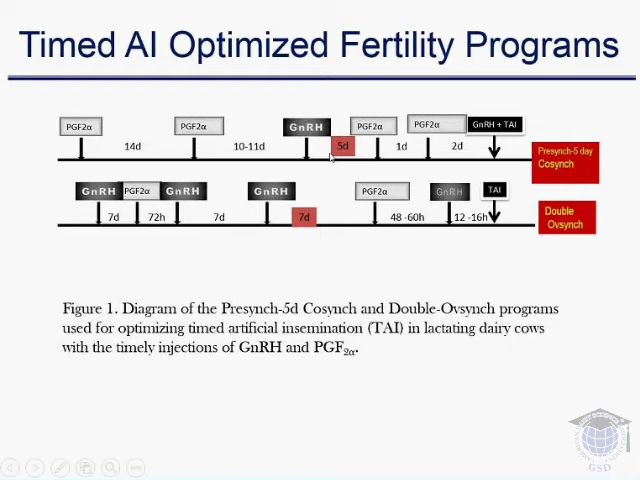 Timed AI Optimized Fertility Programs
PGF2α PGF2α GnRH PGF2α PGF2α GnRH + TAI
14d 10-11d 5d 1d 2d
Presynch-5 day
Cosynch
GnRH PGF2α GnRH GnRH PGF2α GnRH TAI
7d 72h 7d 7d 48 -60h 12 -16h
Double
Ovsynch
Figure 1. Diagram of the Presynch-5d Cosynch and Double-Ovsynch programs
used for optimizing timed artificial insemination (TAI) in lactating dairy cows
with the timely injections of GnRH and PGF2α.
GSD